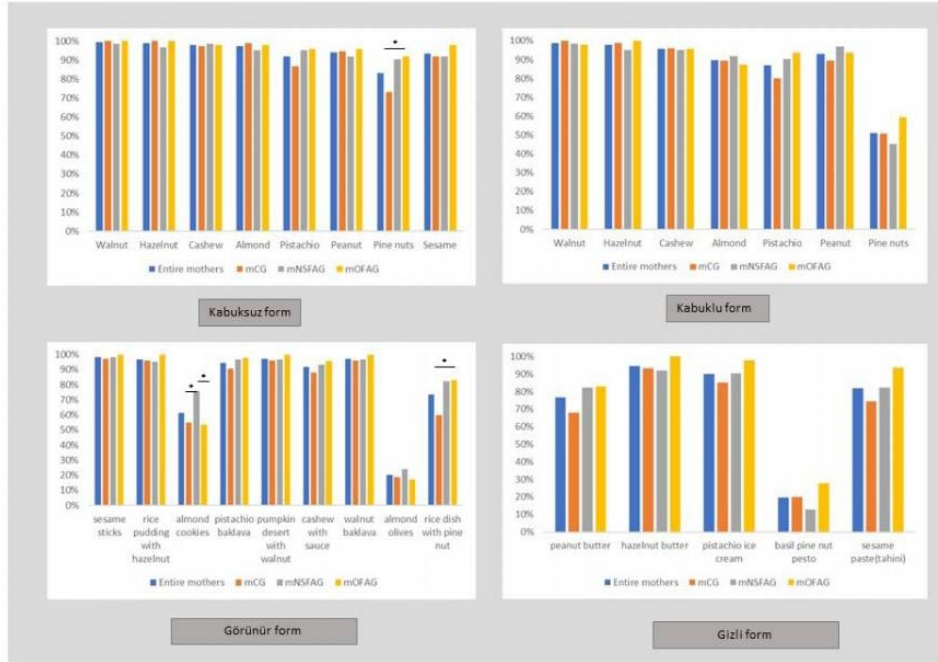 100%
90%
80%
70%
60%
50%
40%
30%
20%
10%
0%
Walnut Hazelnut Cashew Almond Pistachio Peanut Pine nuts Sesame
Entire mothers mCG mNSFAG mOFAG
Kabuksuz form
100%
90%
80%
70%
60%
50%
40%
30%
20%
10%
0%
Walnut Hazelnut Cashew Almond Pistachio Peanut Pine nuts
Entire mothers mCG mNSFAG mOFAG
Kabuklu form
100%
90%
80%
70%
60%
50%
40%
30%
20%
10%
0%
sesame rice almond pistachio pumpkin cashew walnut almond rice dish
sticks pudding cookies baklava desert with with sauce baklava olives with pine
with walnut nut
hazelnut
Entire mothers mCG mNSFAG mOFAG
Görünür form
100%
90%
80%
70%
60%
50%
40%
30%
20%
10%
0%
peanut butter hazelnut butter pistachio ice basil pine nut sesame
cream pesto paste(tahini)
Entire mothers mCG mNSFAG mOFAG
Gizli form